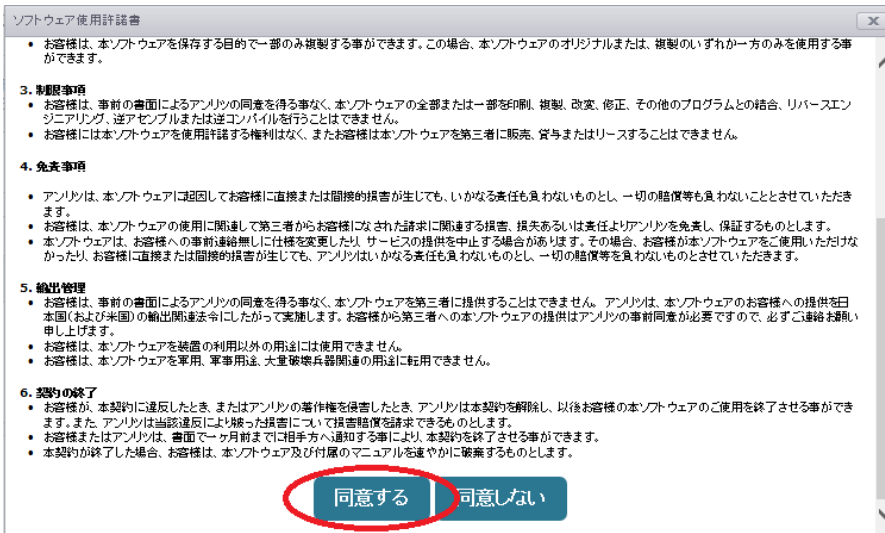 ソフトウェア使用許諾書
• お客様は、本ソフトウェアを保存する目的で一部のみ複製する事ができます。この場合、本ソフトウェアのオリジナルまたは、複製のいずれか一方のみを使用する事
ができます。
3. 制限事項
• お客様は、事前の書面によるアンリツの同意を得る事なく、本ソフトウェアの全部または一部を印刷、複製、改変、修正、その他のプログラムとの結合、リバースエン
ジニアリング、逆アセンブルまたは逆コンパイルを行うことはできません。
• お客様には本ソフトウェアを使用許諾する権利はなく、またお客様は本ソフトウェアを第三者に販売、貸与またはリースすることはできません。
4. 免責事項
• アンリツは、本ソフトウェアに起因してお客様に直接または間接的損害が生じても、いかなる責任も負わないものとし、一切の賠償等も負わないこととさせていただき
ます。
• お客様は、本ソフトウェアの使用に関連して第三者からお客様になされた請求に関連する損害、損失あるいは責任よりアンリツを免責し、保証するものとします。
• 本ソフトウェアは、お客様への事前連絡無しに仕様を変更したり、サービスの提供を中止する場合があります。その場合、お客様が本ソフトウェアをご使用いただけな
かったり、お客様に直接または間接的損害が生じても、アンリツはいかなる責任も負わないものとし、一切の賠償等を負わないものとさせていただきます。
5. 輸出管理
• お客様は、事前の書面によるアンリツの同意を得る事なく、本ソフトウェアを第三者に提供することはできません。アンリツは、本ソフトウェアのお客様への提供を日
本国(および米国)の輸出関連法令にしたがって実施します。お客様から第三者への本ソフトウェアの提供はアンリツの事前同意が必要ですので、必ずご連絡お願い
申し上げます。
• お客様は、本ソフトウェアを装置の利用以外の用途には使用できません。
• お客様は、本ソフトウェアを軍用、軍事用途、大量破壊兵器関連の用途に転用できません。
6. 契約の終了
• お客様が、本契約に違反したとき、またはアンリツの著作権を侵害したとき、アンリツは本契約を解除し、以後お客様の本ソフトウェアのご使用を終了させる事ができ
ます。また、アンリツは当該違反により被った損害について損害賠償を請求できるものとします。
• お客様またはアンリツは、書面で一ヶ月前までに相手方へ通知する事により、本契約を終了させる事ができます。
• 本契約が終了した場合、お客様は、本ソフトウェア及び付属のマニュアルを速やかに破棄するものとします。
同意する 同意しない